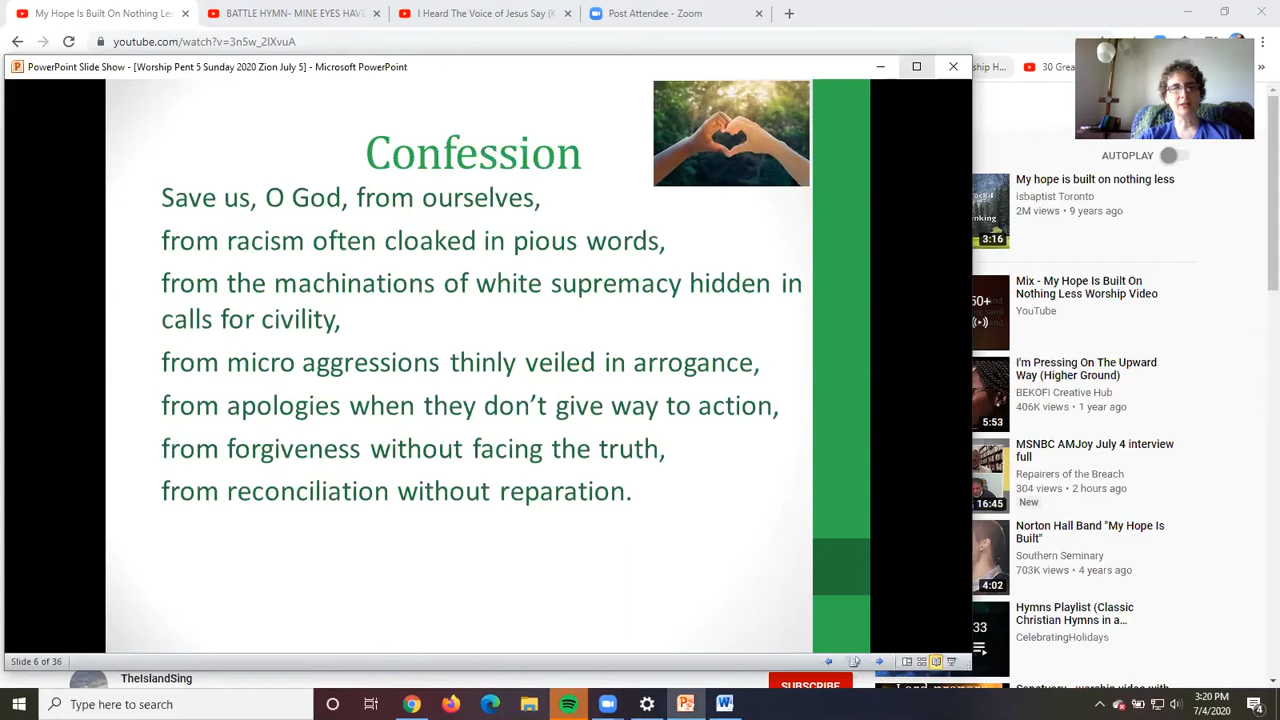 My Hope Is Built On Nothing Les
BATTLE HYMN- MINE EYES HAV
I Heard The Voice of Jesus Say (K
Post Attendee - Zoom
youtube.com/watch?v=3n5w_2IXvuA
PowerPoint Slide Show - [Worship Pent 5 Sunday 2020 Zion July 5] - Microsoft PowerPoint
ship H...
30 Grea
Confession
Save us, O God, from ourselves,
from racism often cloaked in pious words,
from the machinations of white supremacy hidden in
calls for civility,
from micro aggressions thinly veiled in arrogance,
from apologies when they don't give way to action,
from forgiveness without facing the truth,
from reconciliation without reparation.
Slide 6 of 36
AUTOPLAY
My hope is built on nothing less
isbaptist Toronto
2M views • 9 years ago
3:16
Mix - My Hope Is Built On
Nothing Less Worship Video
YouTube
50+
I'm Pressing On The Upward
Way (Higher Ground)
BEKOFI Creative Hub
406K views • 1 year ago
5:53
MSNBC AMJoy July 4 interview
full
Repairers of the Breach
304 views • 2 hours ago
New
16:45
Norton Hall Band "My Hope Is
Built"
Southern Seminary
703K views • 4 years ago
4:02
Hymns Playlist (Classic
Christian Hymns in a...
CelebratingHolidays
33
Sanctuary - worship video with
TheIslandSing
SUBSCRIBE
Type here to search
3:20 PM
7/4/2020